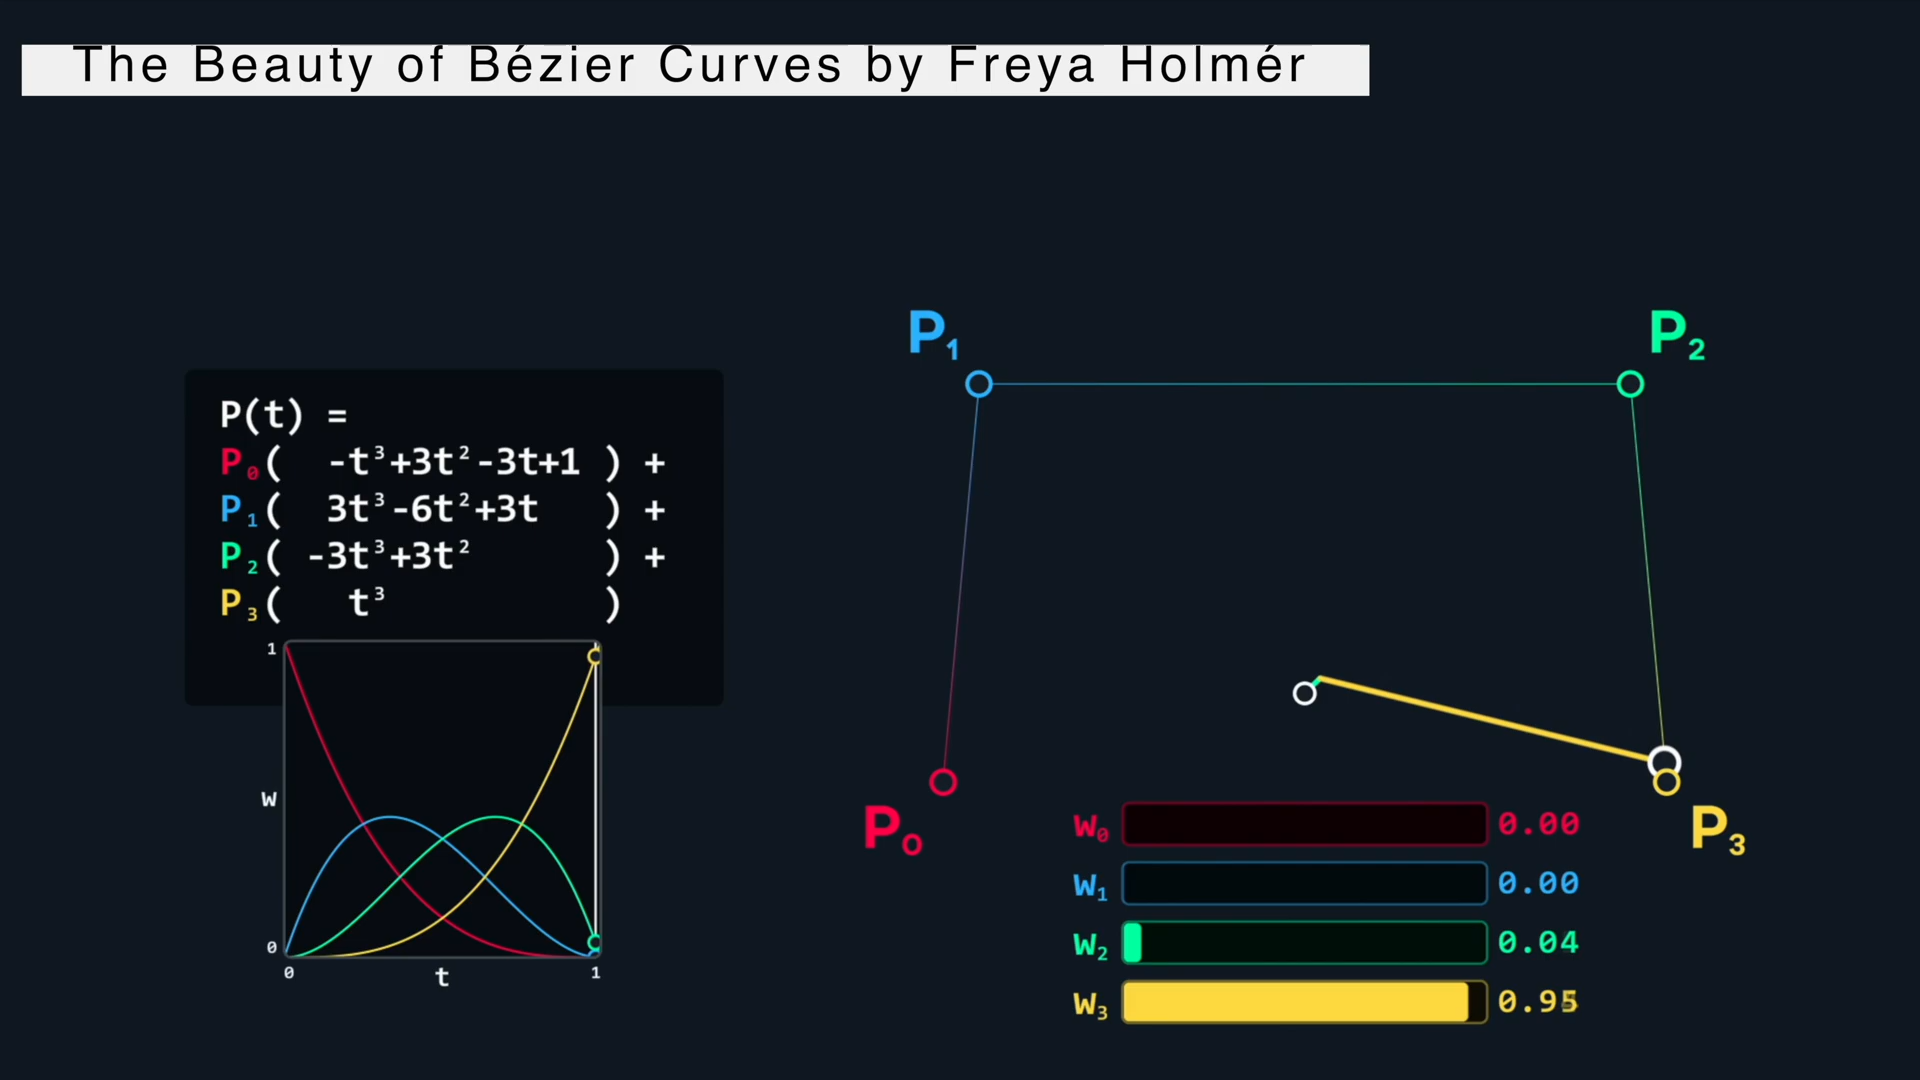 The Beauty of Bézier Curves by Freya Holmér
P₁
P₂
P(t) =
P₀( -t³+3t²-3t+1 ) +
P₁( 3t³-6t²+3t ) +
P₂( -3t³+3t² ) +
P₃( t³ )
1
W
0
0
t
1
P₀
P₃
W₀ 0.00
W₁ 0.00
W₂ 0.04
W₃ 0.95